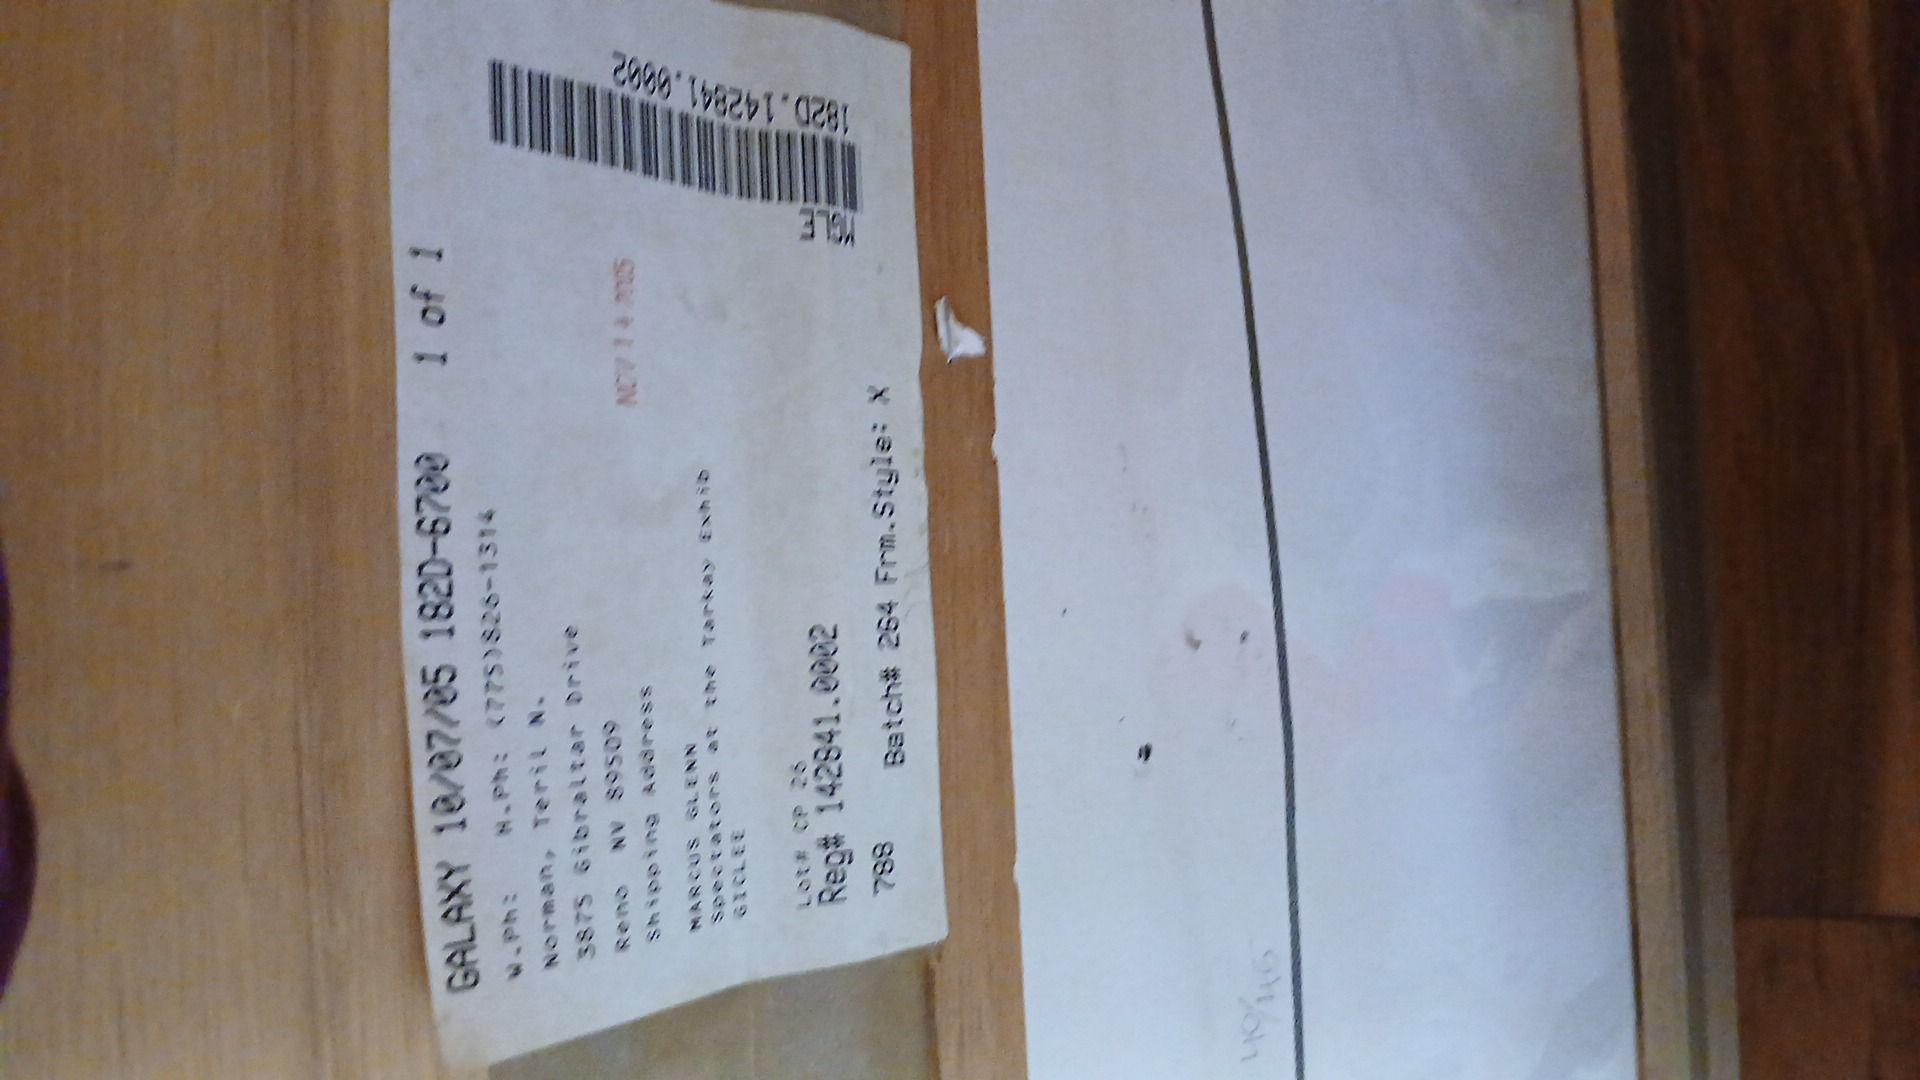 GALAXY 10/07/05 182D-6700 1 of 1
W.Ph: H.Ph: (775)826-1314
Norman, Teril N.
3875 Gibraltar Drive
Reno NV 89509
Shipping Address
NOV 14 2005
MARCUS GLENN
Spectators at the Tarkay Exhib
GICLEE
Lot# CP 26
Reg# 142841.0002
788 Batch# 264 Frm.Style: X
182D.142841.0002